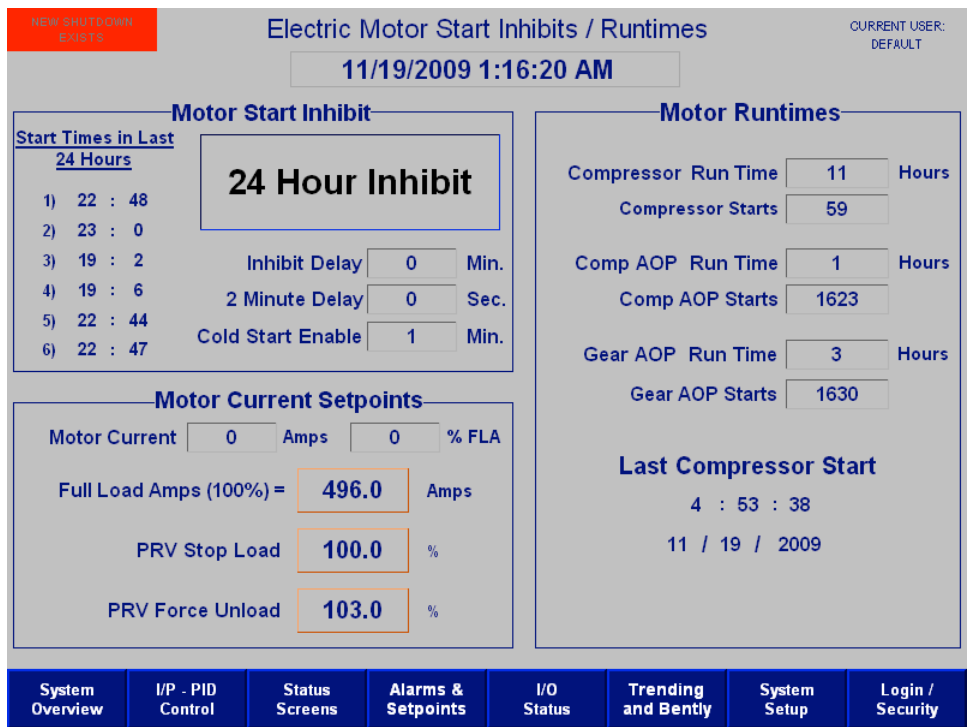 NEW SHUTDOWN
EXISTS
Electric Motor Start Inhibits / Runtimes
CURRENT USER:
DEFAULT
11/19/2009 1:16:20 AM
Motor Start Inhibit
Start Times in Last
24 Hours
1) 22 : 48
2) 23 : 0
3) 19 : 2
4) 19 : 6
5) 22 : 44
6) 22 : 47
24 Hour Inhibit
Inhibit Delay 0 Min.
2 Minute Delay 0 Sec.
Cold Start Enable 1 Min.
Motor Current Setpoints
Motor Current 0 Amps 0 % FLA
Full Load Amps (100%) = 496.0 Amps
PRV Stop Load 100.0 %
PRV Force Unload 103.0 %
Motor Runtimes
Compressor Run Time 11 Hours
Compressor Starts 59
Comp AOP Run Time 1 Hours
Comp AOP Starts 1623
Gear AOP Run Time 3 Hours
Gear AOP Starts 1630
Last Compressor Start
4 : 53 : 38
11 / 19 / 2009
System
Overview
I/P - PID
Control
Status
Screens
Alarms &
Setpoints
I/O
Status
Trending
and Bently
System
Setup
Login /
Security